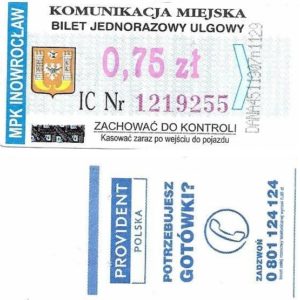 KOMUNIKACJA MIEJSKA
BILET JEDNORAZOWY ULGOWY
0,75 zł
IC Nr 1219255
ZACHOWAĆ DO KONTROLI
Kasować zaraz po wejściu do pojazdu
MPK INOWROCŁAW
PROVIDENT
POLSKA
POTRZEBUJESZ
GOTÓWKI?
ZADZWOŃ
0 801 124 124